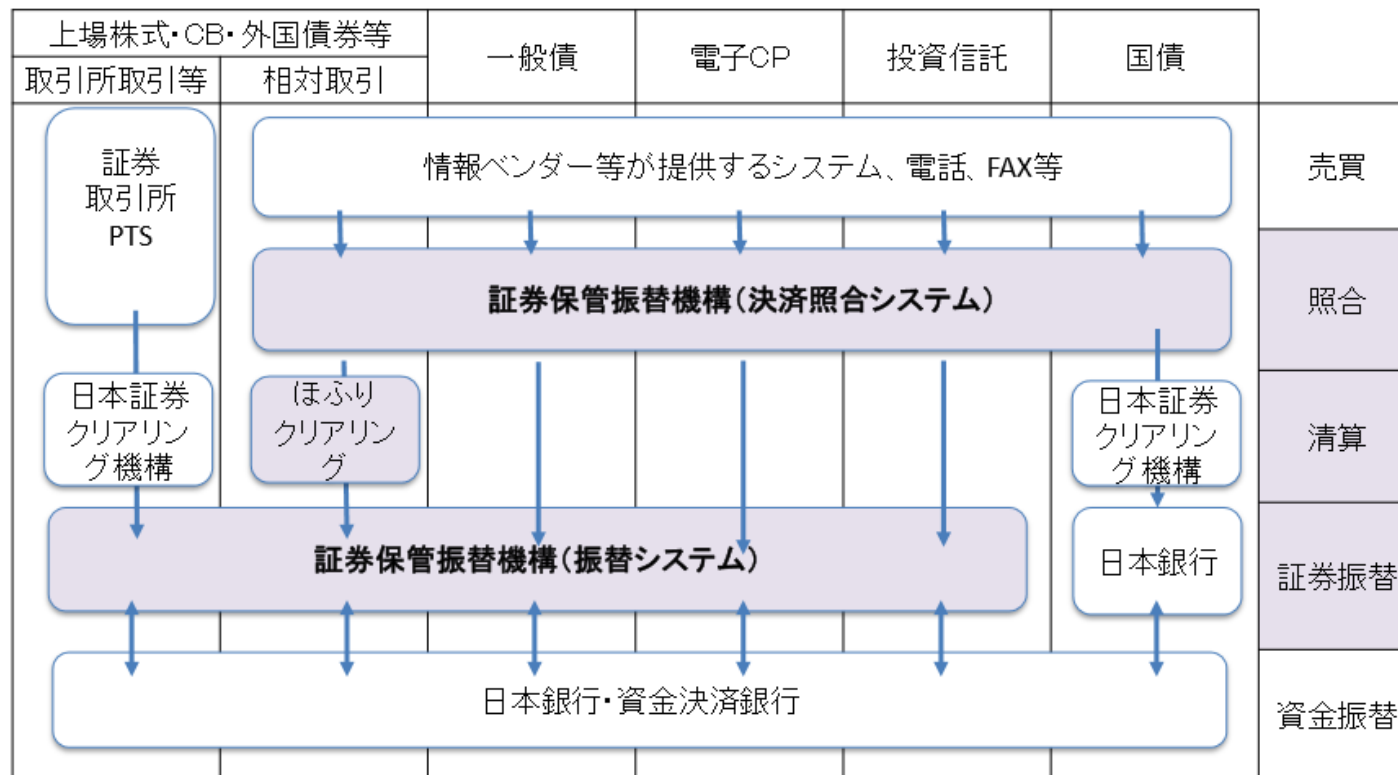 上場株式・CB・外国債券等
一般債
電子CP
投資信託
国債
取引所取引等
相対取引
証券
取引所
PTS
情報ベンダー等が提供するシステム、電話、FAX等
売買
証券保管振替機構(決済照合システム)
照合
日本証券
クリアリン
グ機構
ほふり
クリアリン
グ
日本証券
クリアリン
グ機構
清算
証券保管振替機構(振替システム)
日本銀行
証券振替
日本銀行・資金決済銀行
資金振替